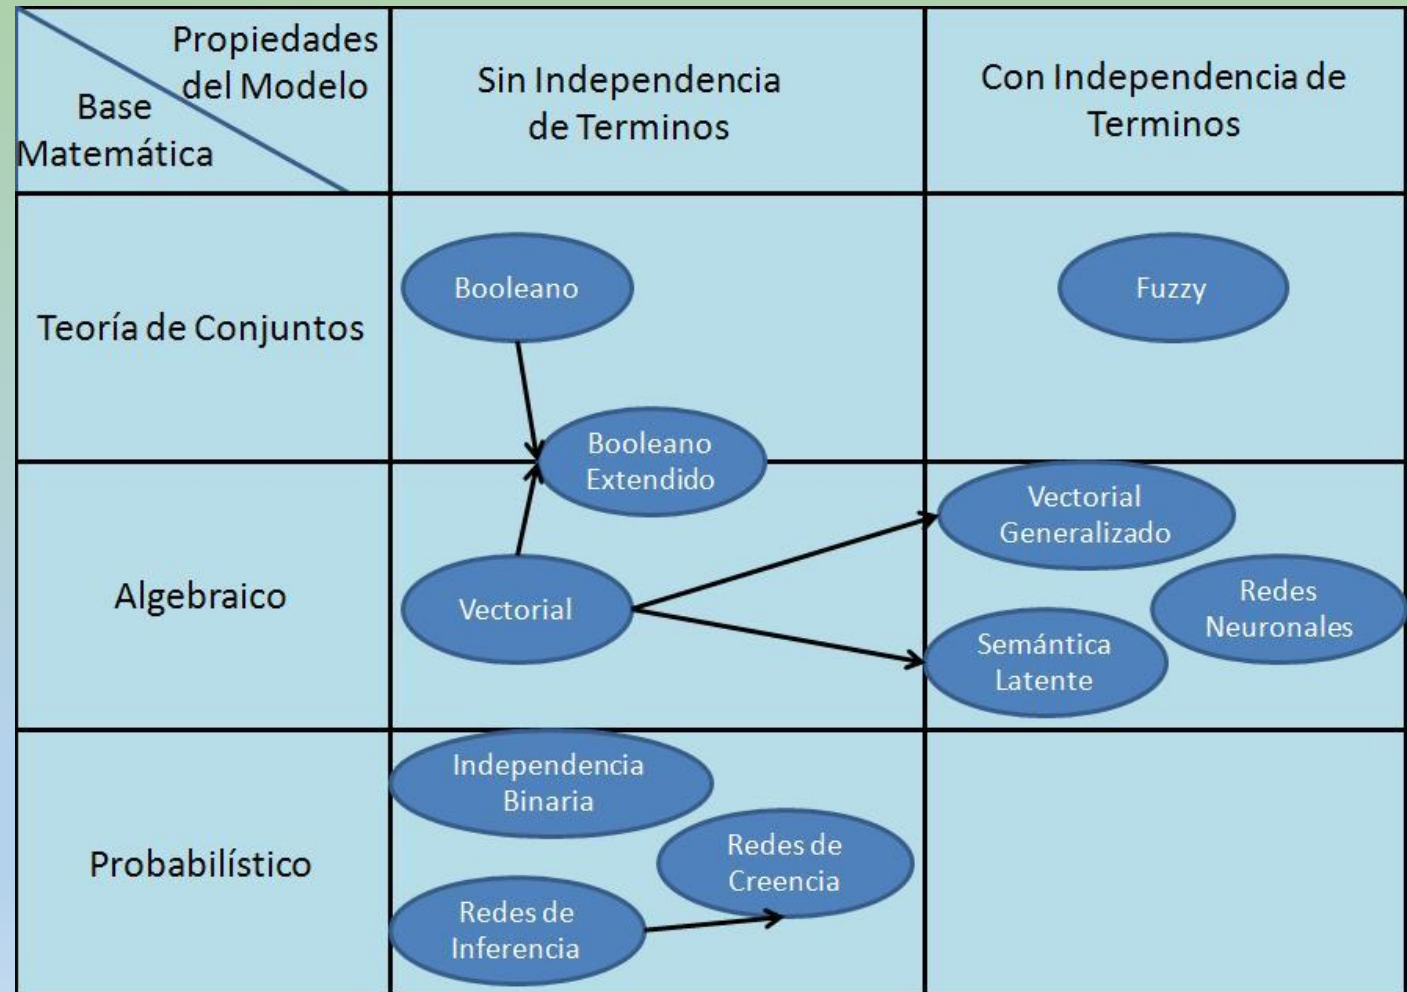 Propiedades
del Modelo
Base
Matemática
Sin Independencia
de Terminos
Con Independencia de
Terminos
Teoría de Conjuntos
Booleano
Fuzzy
Booleano
Extendido
Algebraico
Vectorial
Vectorial
Generalizado
Redes
Neuronales
Semántica
Latente
Probabilístico
Independencia
Binaria
Redes de
Creencia
Redes de
Inferencia